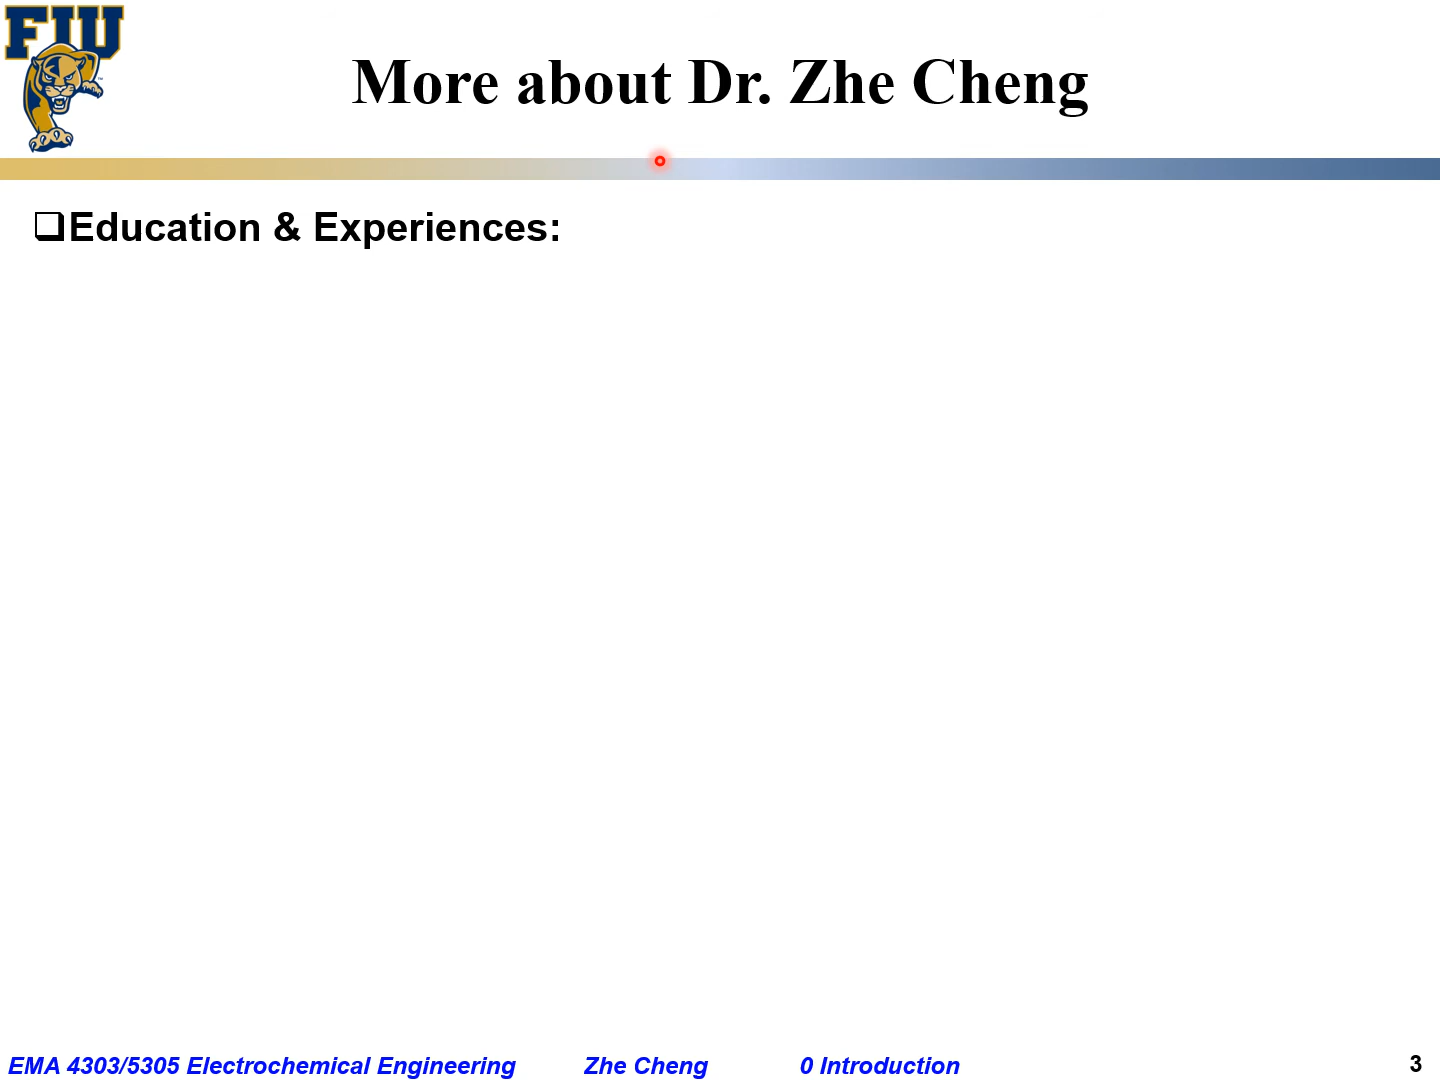 FIU
More about Dr. Zhe Cheng
❑Education & Experiences:
EMA 4303/5305 Electrochemical Engineering Zhe Cheng 0 Introduction 3